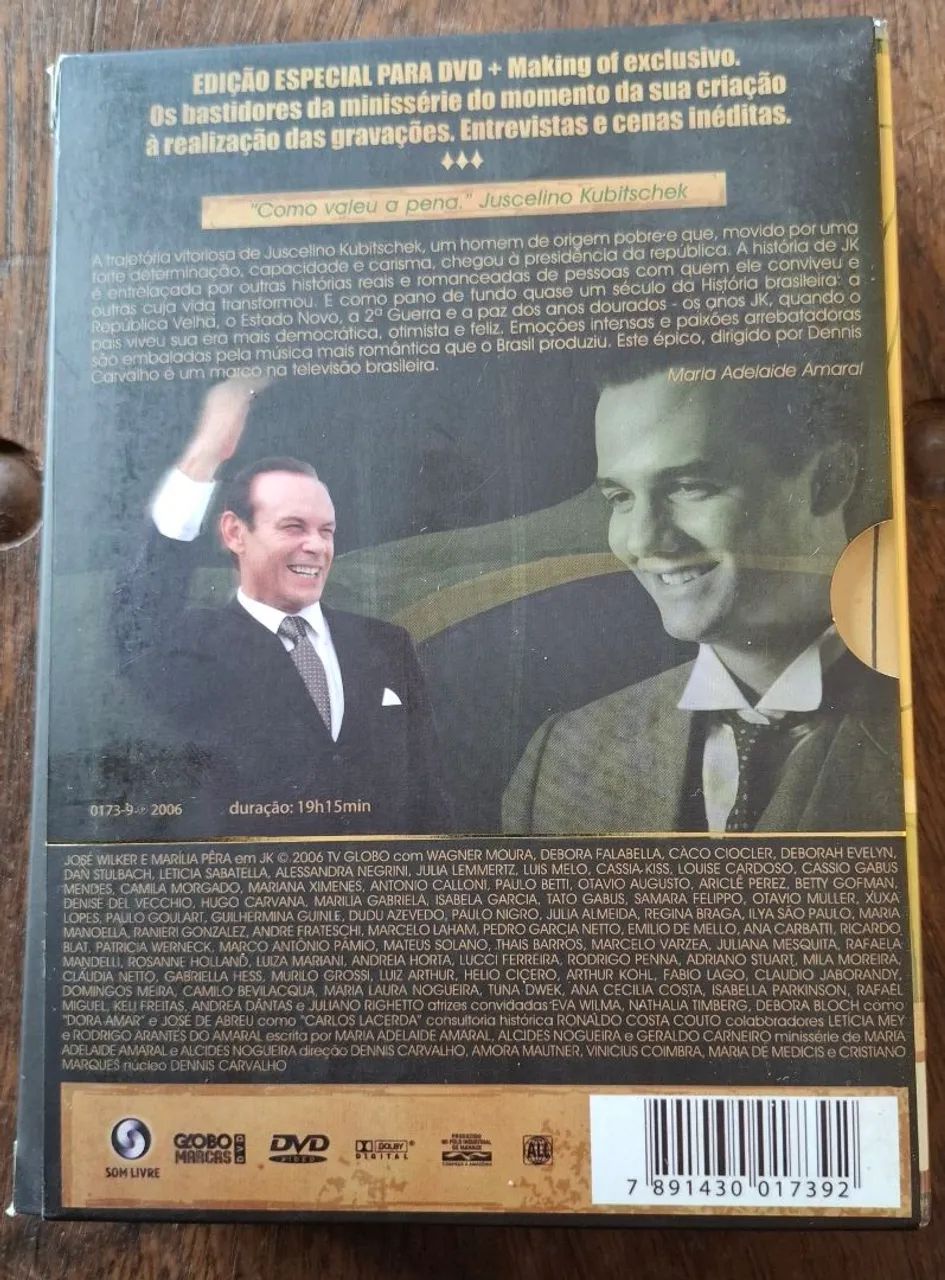 EDIÇÃO ESPECIAL PARA DVD + Making of exclusivo.
Os bastidores da minissérie do momento da sua criação
à realização das gravações. Entrevistas e cenas inéditas.
"Como valeu a pena." Juscelino Kubitschek
A trajetória vitoriosa de Juscelino Kubitschek, um homem de origem pobre e que, movido por uma
forte determinação, capacidade e carisma, chegou à presidência da república. A história de JK
é entrelaçada por outras histórias reais e romanceadas de pessoas com quem ele conviveu e
outras cuja vida transformou. E como pano de fundo quase um século da História brasileira: a
República Velha, o Estado Novo, a 2ª Guerra e a paz dos anos dourados - os anos JK, quando o
país viveu sua era mais democrática, otimista e feliz. Emoções intensas e paixões arrebatadoras
são embaladas pela música mais romântica que o Brasil produziu. Este épico, dirigido por Dennis
Carvalho é um marco na televisão brasileira.
Maria Adelaide Amaral
0173-9 2006
duração: 19h15min
JOSÉ WILKER E MARÍLIA PÊRA em JK © 2006 TV GLOBO com WAGNER MOURA, DEBORA FALABELLA, CACO CIOCLER, DEBORAH EVELYN,
DAN STULBACH, LETICIA SABATELLA, ALESSANDRA NEGRINI, JULIA LEMMERTZ, LUIS MELO, CASSIA KISS, LOUISE CARDOSO, CASSIO GABUS
MENDES, CAMILA MORGADO, MARIANA XIMENES, ANTONIO CALLONI, PAULO BETTI, OTAVIO AUGUSTO, ARICLÊ PEREZ, BETTY GOFMAN,
DENISE DEL VECCHIO, HUGO CARVANA, MARILIA GABRIELA, ISABELA GARCIA, TATO GABUS, SAMARA FELIPPO, OTAVIO MULLER, XUXA
LOPES, PAULO GOULART, GUILHERMINA GUINLE, DUDU AZEVEDO, PAULO NIGRO, JULIA ALMEIDA, REGINA BRAGA, ILYA SÃO PAULO, MARIA
MANOELLA, RANIERI GONZALEZ, ANDRE FRATESCHI, MARCELO LAHAM, PEDRO GARCIA NETTO, EMILIO DE MELLO, ANA CARBATTI, RICARDO
BLAT, PATRICIA WERNECK, MARCO ANTÔNIO PÂMIO, MATEUS SOLANO, THAIS BARROS, MARCELO VARZEA, JULIANA MESQUITA, RAFAELA
MANDELLI, ROSANNE HOLLAND, LUIZA MARIANI, ANDREIA HORTA, LUCCI FERREIRA, RODRIGO PENNA, ADRIANO STUART, MILA MOREIRA,
CLÁUDIA NETTO, GABRIELLA HESS, MURILO GROSSI, LUIZ ARTHUR, HELIO CICERO, ARTHUR KOHL, FABIO LAGO, CLAUDIO JABORANDY,
DOMINGOS MEIRA, CAMILO BEVILACQUA, MARIA LAURA NOGUEIRA, TUNA DWEK, ANA CECILIA COSTA, ISABELLA PARKINSON, RAFAEL
MIGUEL, KELI FREITAS, ANDREA DANTAS e JULIANO RIGHETTO atrizes convidadas EVA WILMA, NATHALIA TIMBERG, DEBORA BLOCH como
"DORA AMAR" e JOSÉ DE ABREU como "CARLOS LACERDA" consultoria histórica RONALDO COSTA COUTO colaboradores LETÍCIA MEY
e RODRIGO ARANTES DO AMARAL escrita por MARIA ADELAIDE AMARAL, ALCIDES NOGUEIRA e GERALDO CARNEIRO minissérie de MARIA
ADELAIDE AMARAL e ALCIDES NOGUEIRA direção DENNIS CARVALHO, AMORA MAUTNER, VINICIUS COIMBRA, MARIA DE MEDICIS e CRISTIANO
MARQUES núcleo DENNIS CARVALHO
SOM LIVRE
GLOBO MARCAS DVD
DVD VIDEO
DOLBY DIGITAL
PRODUZIDO NO POLO INDUSTRIAL DE MANAUS
CONHEÇA A AMAZÔNIA
ALL
7 891430 017392